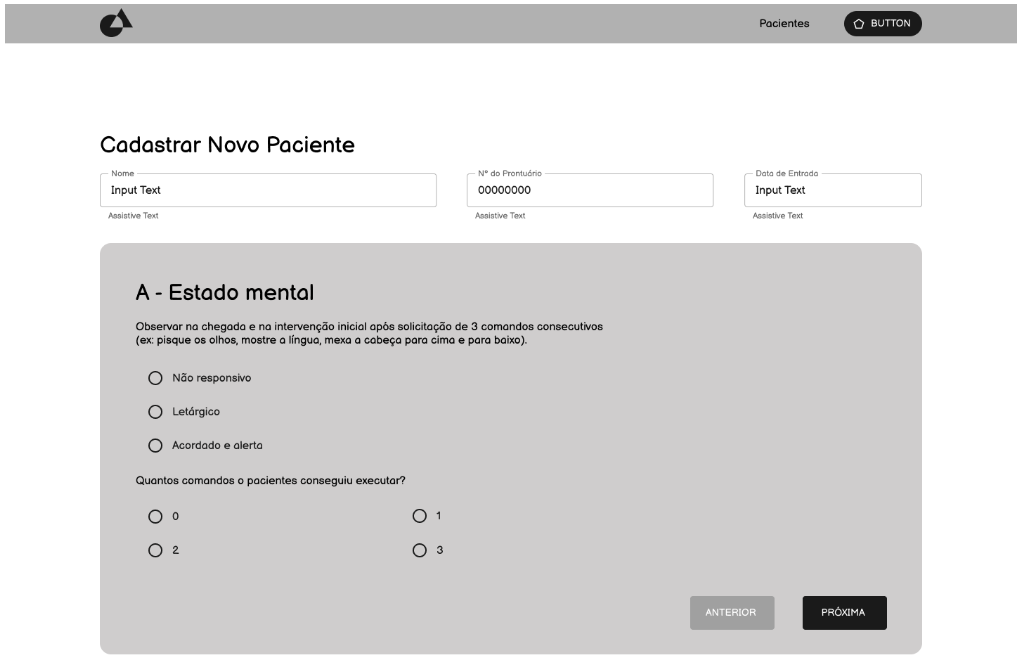 Pacientes
BUTTON
Cadastrar Novo Paciente
Nome
Input Text
Assistive Text
Nº do Prontuário
00000000
Assistive Text
Data de Entrada
Input Text
Assistive Text
A - Estado mental
Observar na chegada e na intervenção inicial após solicitação de 3 comandos consecutivos
(ex: pisque os olhos, mostre a língua, mexa a cabeça para cima e para baixo).
Não responsivo
Letárgico
Acordado e alerta
Quantos comandos o pacientes conseguiu executar?
0
1
2
3
ANTERIOR
PRÓXIMA